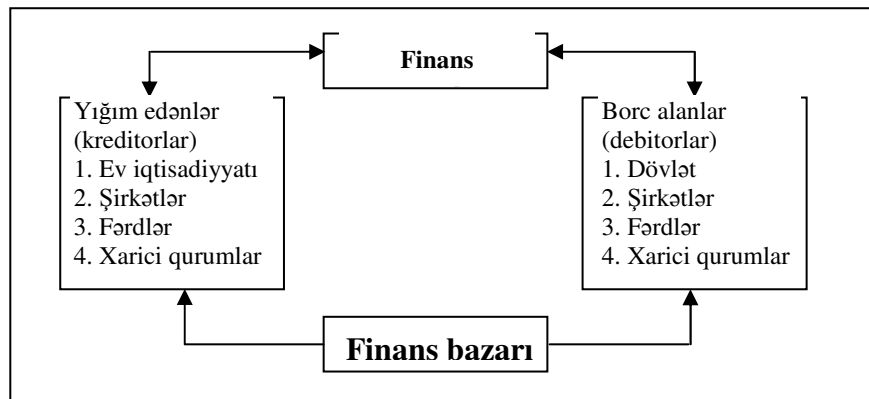 Finans
Yığım edənlər
(kreditorlar)
1. Ev iqtisadiyyatı
2. Şirkətlər
3. Fərdlər
4. Xarici qurumlar
Borc alanlar
(debitorlar)
1. Dövlət
2. Şirkətlər
3. Fərdlər
4. Xarici qurumlar
Finans bazarı